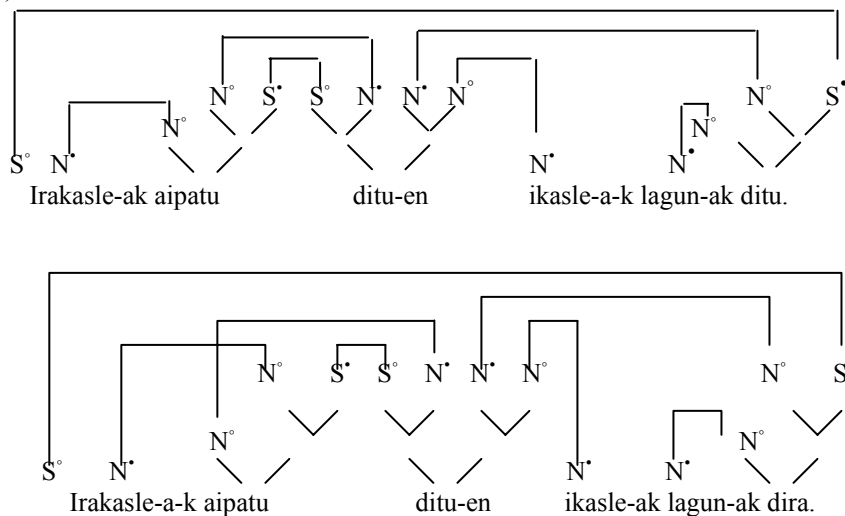 N° S• S° N• N• N° N° S•
N° N°
S° N• N• N•
Irakasle-ak aipatu ditu-en ikasle-a-k lagun-ak ditu.
N° S• S° N• N• N° N° S
N° N°
S° N• N• N•
Irakasle-a-k aipatu ditu-en ikasle-ak lagun-ak dira.